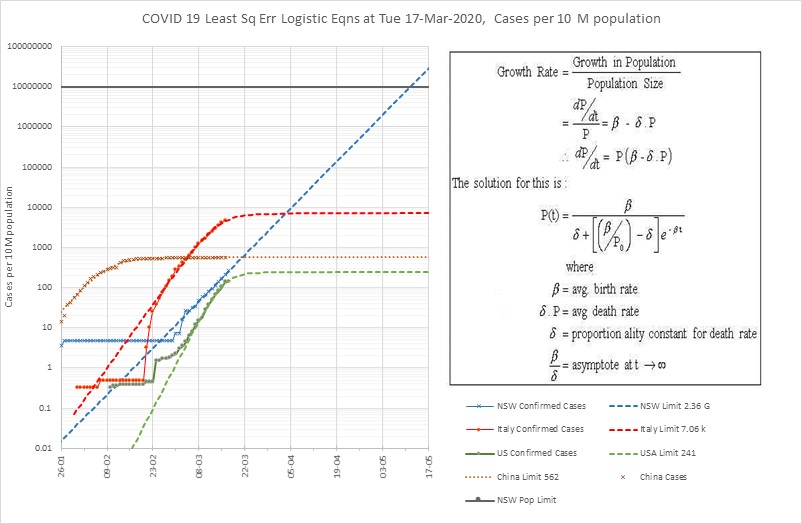 COVID 19 Least Sq Err Logistic Eqns at Tue 17-Mar-2020, Cases per 10 M population
Cases per 10 M population
100000000
10000000
1000000
100000
10000
1000
100
10
1
0.1
0.01
26-01
09-02
23-02
08-03
22-03
05-04
19-04
03-05
17-05
Growth Rate = Growth in Population / Population Size
= dP/dt / P = β - δ.P
∴ dP/dt = P(β-δ.P)
The solution for this is :
P(t) = β / δ + [(β/P₀) - δ] e^-βt
where
β = avg. birth rate
δ.P = avg death rate
δ = proportion ality constant for death rate
β/δ = asymptote at t → ∞
NSW Confirmed Cases
NSW Limit 2.36 G
Italy Confirmed Cases
Italy Limit 7.06 k
US Confirmed Cases
USA Limit 241
China Limit 562
China Cases
NSW Pop Limit